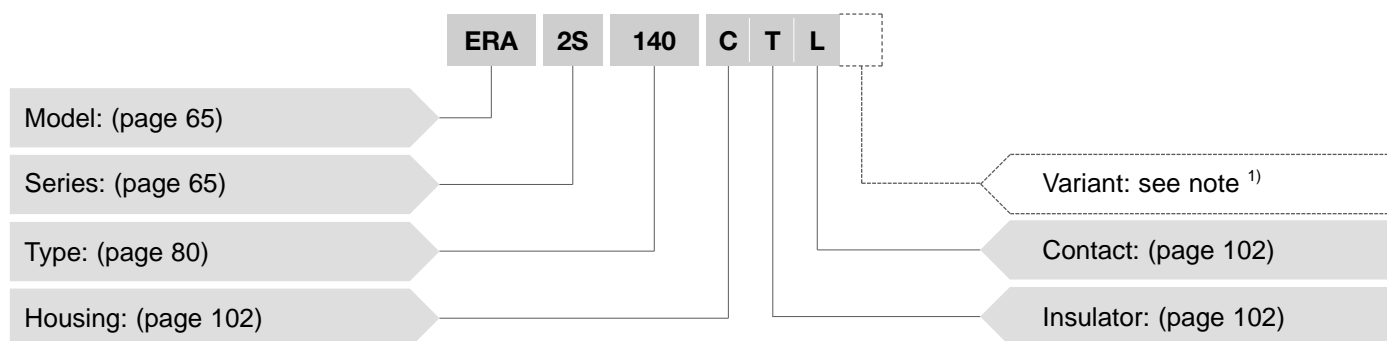 ERA 2S 140 C T L
Model: (page 65)
Series: (page 65)
Variant: see note 1)
Type: (page 80)
Contact: (page 102)
Housing: (page 102)
Insulator: (page 102)